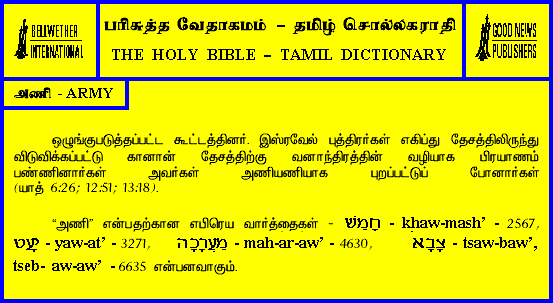 BELLWETHER
INTERNATIONAL
பரிசுத்த வேதாகமம் – தமிழ் சொல்லகராதி
THE HOLY BIBLE – TAMIL DICTIONARY
GOOD NEWS
PUBLISHERS
அணி - ARMY
ஒழுங்குபடுத்தப்பட்ட கூட்டத்தினர். இஸ்ரவேல் புத்திரர்கள் எகிப்து தேசத்திலிருந்து
விடுவிக்கப்பட்டு கானான் தேசத்திற்கு வனாந்திரத்தின் வழியாக பிரயாணம்
பண்ணினார்கள் அவர்கள் அணியணியாக புறப்பட்டுப் போனார்கள்
(யாத் 6:26; 12:51; 13:18).
“அணி” என்பதற்கான எபிரெய வார்த்தைகள் - חָמַשׁ - khaw-mash’ - 2567,
יָעַט - yaw-at’ - 3271, מַעֲרָכָה - mah-ar-aw’ - 4630, צָבָא - tsaw-baw’,
tseb- aw-aw’ - 6635 என்பனவாகும்.